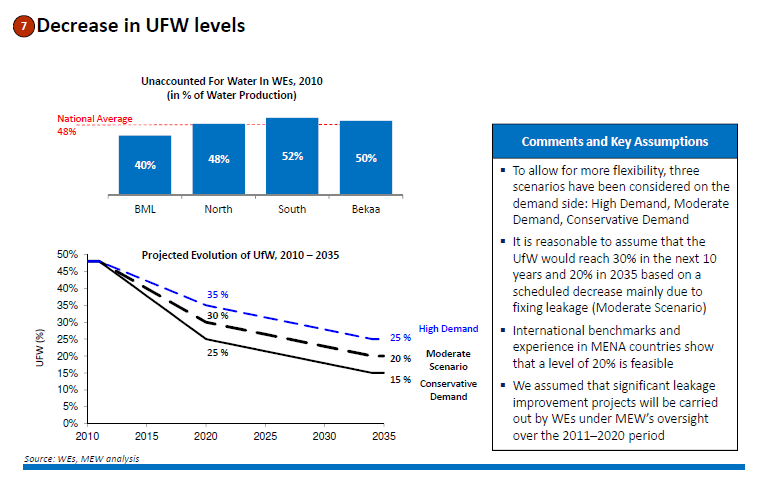 7 Decrease in UFW levels
Unaccounted For Water In WEs, 2010
(in % of Water Production)
National Average
48%
40%
48%
52%
50%
BML
North
South
Bekaa
Projected Evolution of UfW, 2010 – 2035
UFW (%)
50%
45%
40%
35%
30%
25%
20%
15%
10%
5%
0%
2010
2015
2020
2025
2030
2035
35 %
30 %
25 %
25 %
20 %
15 %
High Demand
Moderate
Scenario
Conservative
Demand
Comments and Key Assumptions
▪ To allow for more flexibility, three
scenarios have been considered on the
demand side: High Demand, Moderate
Demand, Conservative Demand
▪ It is reasonable to assume that the
UfW would reach 30% in the next 10
years and 20% in 2035 based on a
scheduled decrease mainly due to
fixing leakage (Moderate Scenario)
▪ International benchmarks and
experience in MENA countries show
that a level of 20% is feasible
▪ We assumed that significant leakage
improvement projects will be carried
out by WEs under MEW’s oversight
over the 2011–2020 period
Source: WEs, MEW analysis